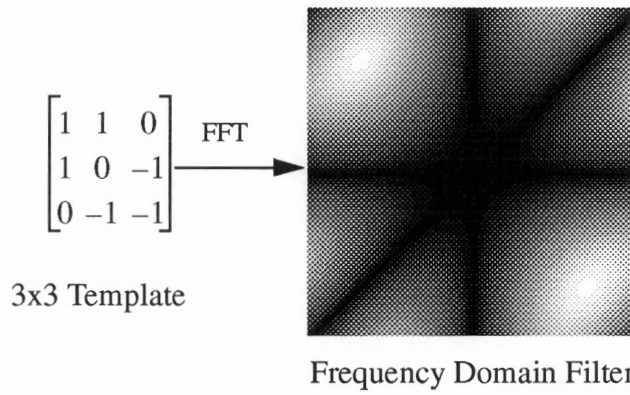 1 1 0
FFT
1 0 −1
0 −1 −1
3x3 Template
Frequency Domain Filter